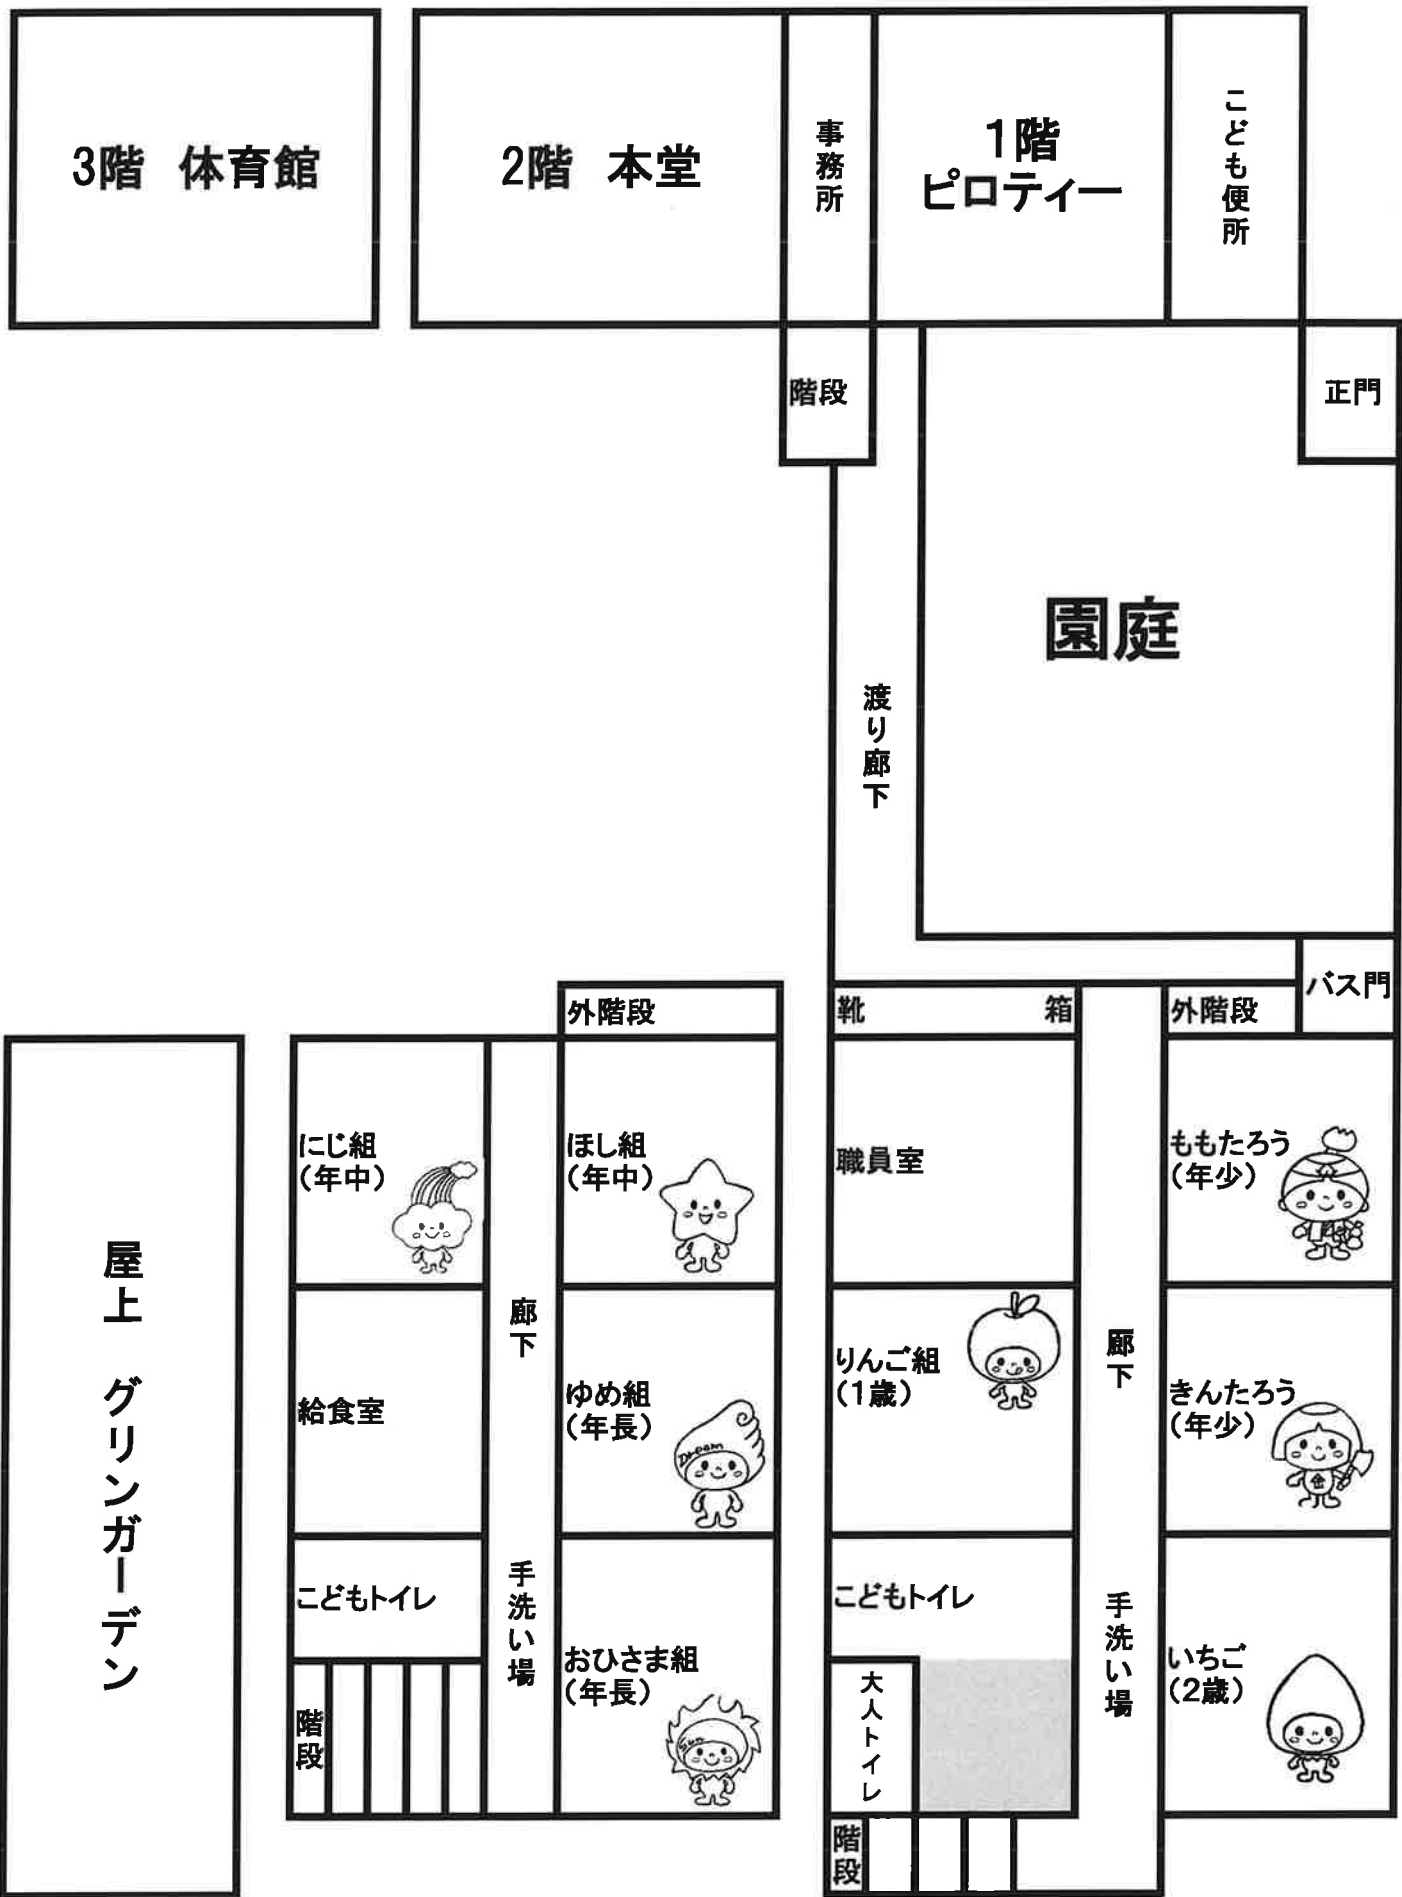 3階 体育館
2階 本堂
事務所
1階
ピロティー
こども便所
階段
正門
園庭
渡り廊下
バス門
外階段
靴 箱
外階段
にじ組
(年中)
ほし組
(年中)
職員室
ももたろう
(年少)
屋上 グリンガーデン
廊下
給食室
ゆめ組
(年長)
Dream
りんご組
(1歳)
廊下
きんたろう
(年少)
金
こどもトイレ
手洗い場
おひさま組
(年長)
Sun
こどもトイレ
手洗い場
いちご
(2歳)
階段
大人トイレ
階段